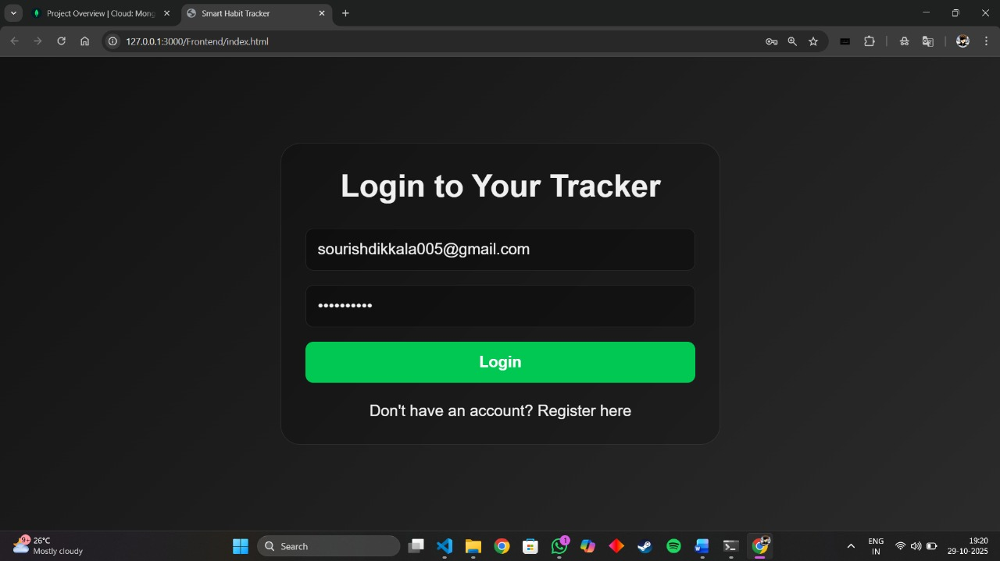 Project Overview | Cloud: Mong
Smart Habit Tracker
127.0.0.1:3000/Frontend/index.html
Login to Your Tracker
sourishdikkala005@gmail.com
••••••••••
Login
Don't have an account? Register here
9+
26°C
Mostly cloudy
Search
1
ENG
IN
19:20
29-10-2025